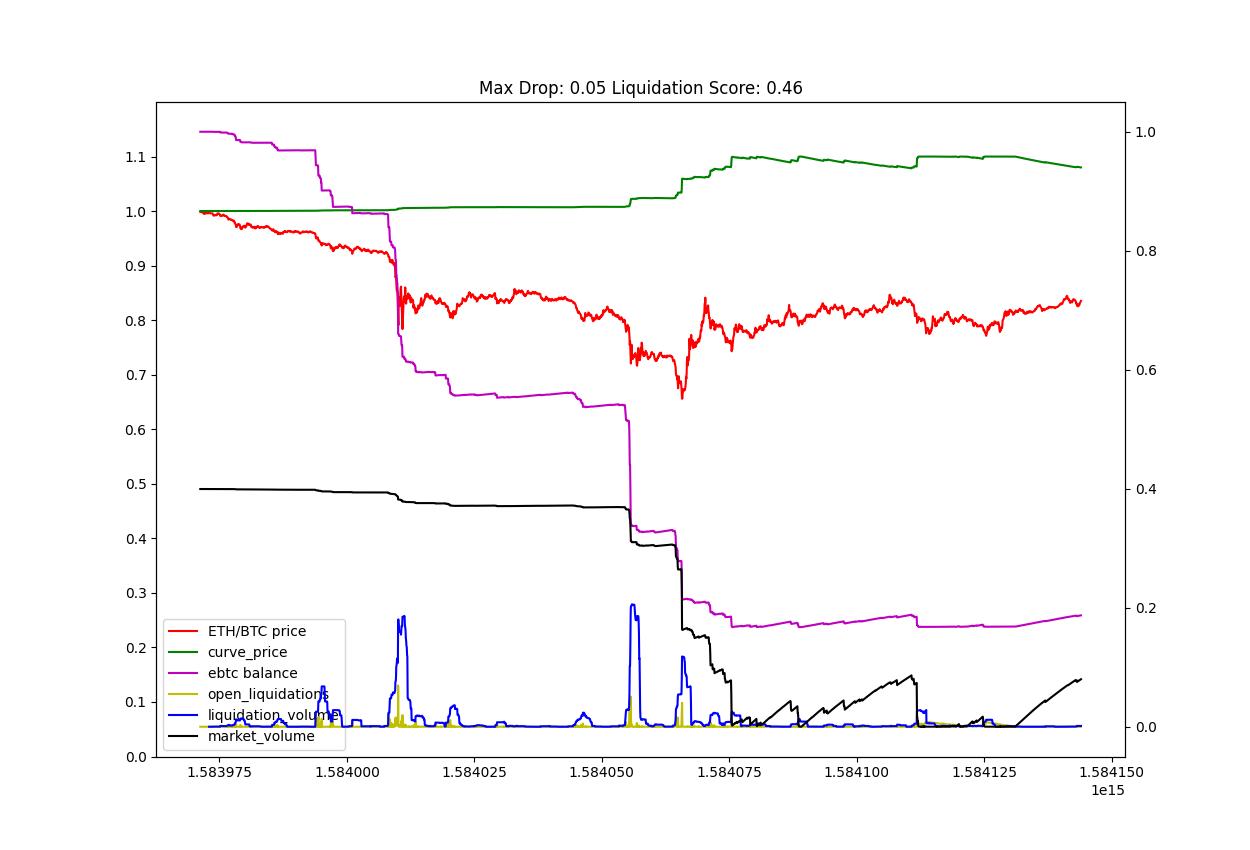 Max Drop: 0.05 Liquidation Score: 0.46
1.1
1.0
0.9
0.8
0.7
0.6
0.5
0.4
0.3
0.2
0.1
0.0
1.0
0.8
0.6
0.4
0.2
0.0
ETH/BTC price
curve_price
ebtc balance
open_liquidations
liquidation_volume
market_volume
1.583975 1.584000 1.584025 1.584050 1.584075 1.584100 1.584125 1.584150
1e15